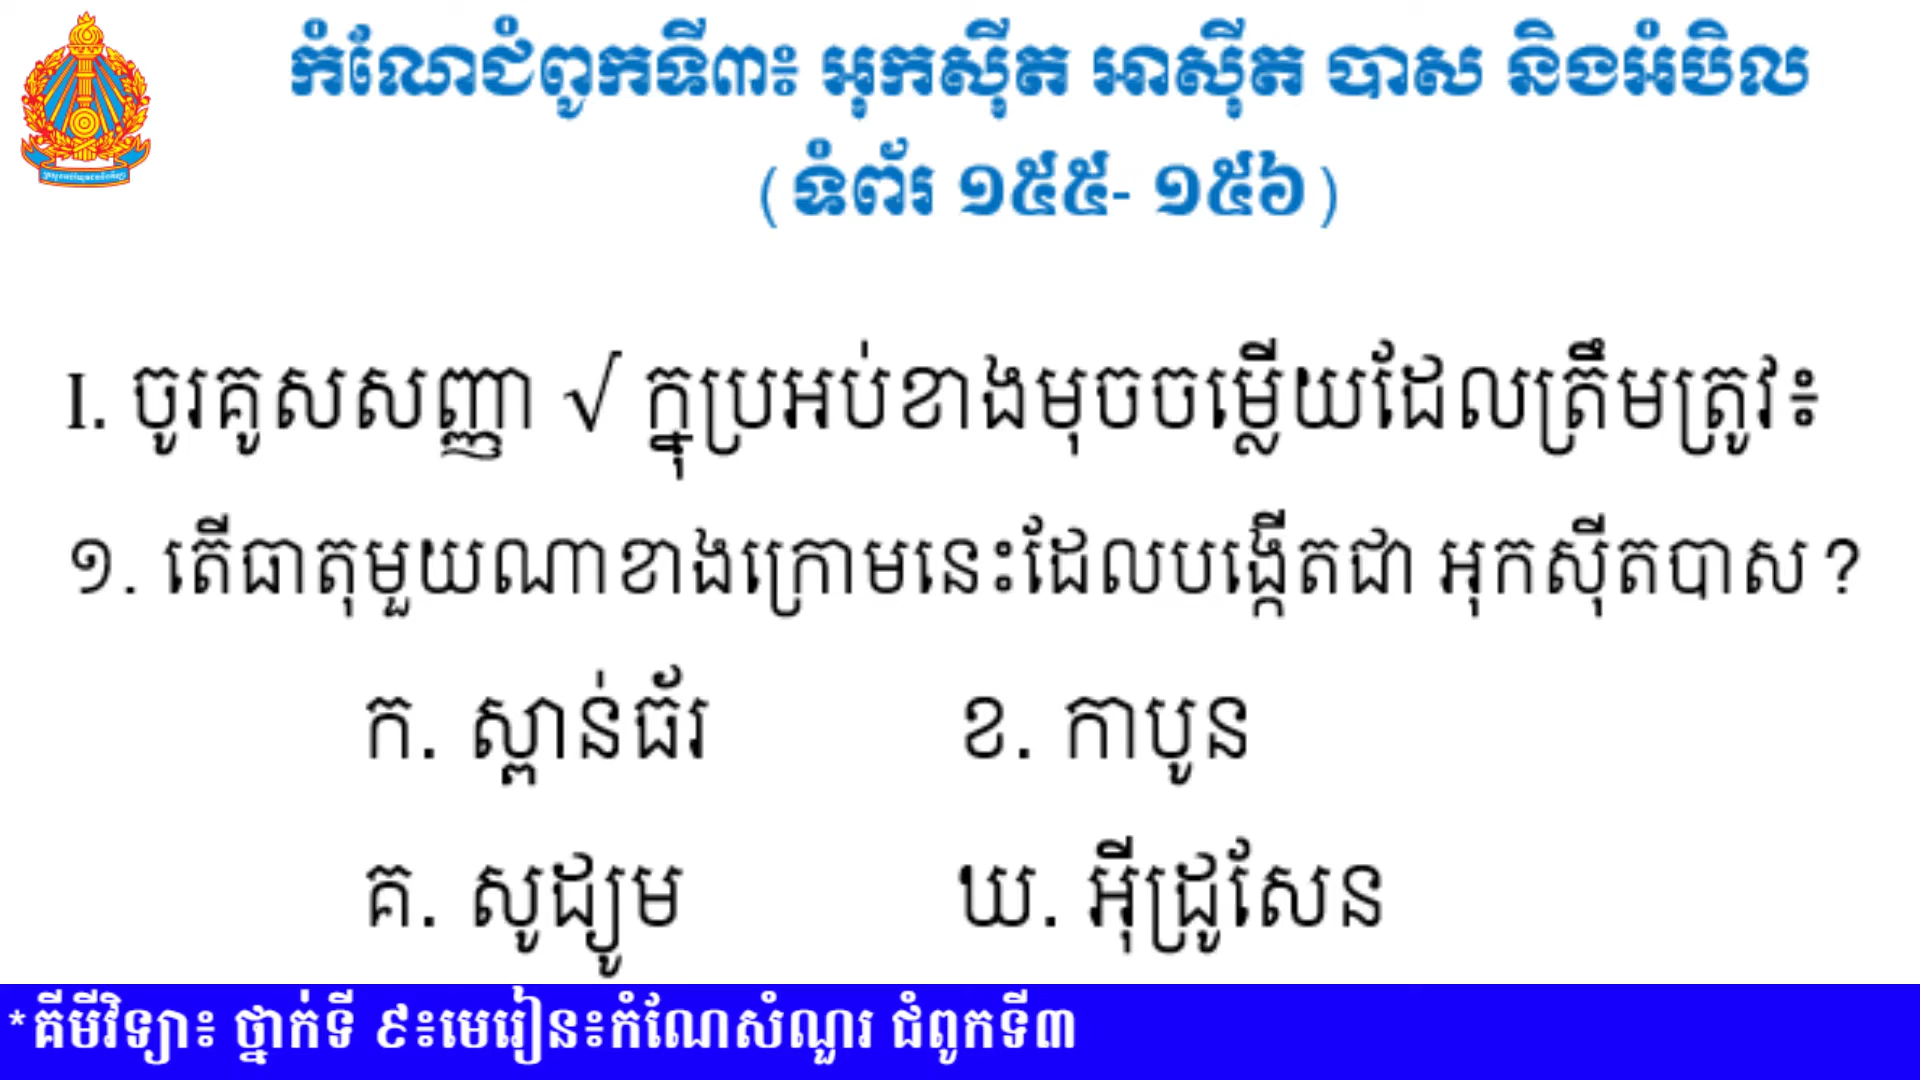 កំណែជំពូកទី៣៖ អុកស៊ីត អាស៊ីត បាស និងអំបិល
( ទំព័រ ១៥៥- ១៥៦ )
I. ចូរគូសសញ្ញា √ ក្នុប្រអប់ខាងមុចចម្លើយដែលត្រឹមត្រូវ៖
១. តើធាតុមួយណាខាងក្រោមនេះដែលបង្កើតជា អុកស៊ីតបាស?
ក. ស្ពាន់ធ័រ ខ. កាបូន
គ. សូដ្យូម ឃ. អ៊ីដ្រូសែន
*គីមីវិទ្យា៖ ថ្នាក់ទី ៩៖មេរៀន៖កំណែសំណួរ ជំពូកទី៣